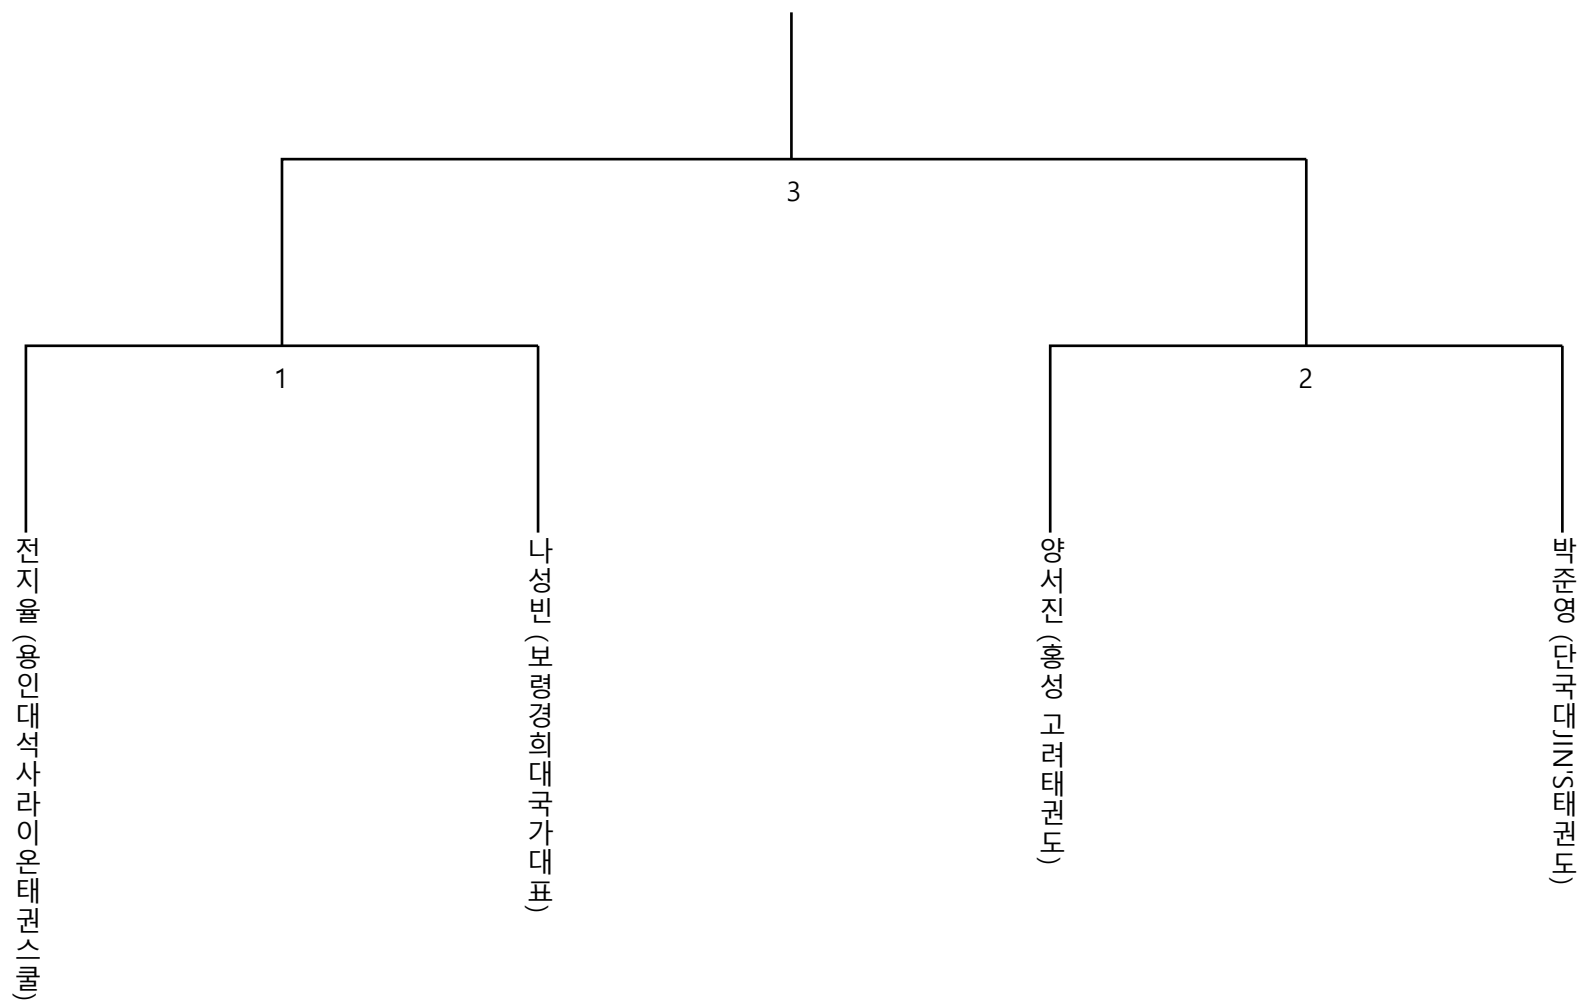 3
1
2
전지율 (용인대석사라이온태권스쿨)
나성빈 (보령경희대국가대표)
양서진 (홍성 고려태권도)
박준영 (단국대JIN'S태권도)